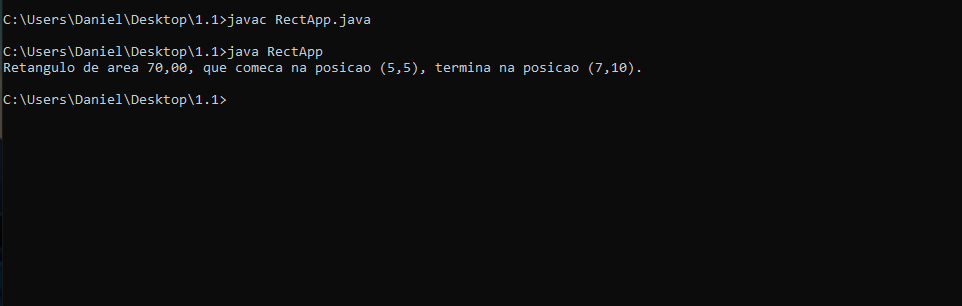 C:\Users\Daniel\Desktop\1.1>javac RectApp.java
C:\Users\Daniel\Desktop\1.1>java RectApp
Retangulo de area 70,00, que comeca na posicao (5,5), termina na posicao (7,10).
C:\Users\Daniel\Desktop\1.1>